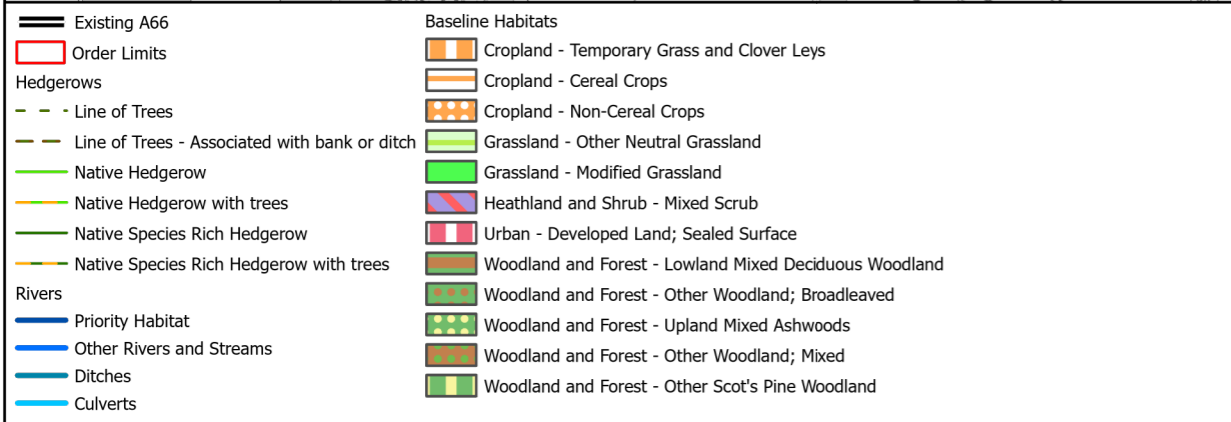 Existing A66
Order Limits
Hedgerows
Line of Trees
Line of Trees - Associated with bank or ditch
Native Hedgerow
Native Hedgerow with trees
Native Species Rich Hedgerow
Native Species Rich Hedgerow with trees
Rivers
Priority Habitat
Other Rivers and Streams
Ditches
Culverts
Baseline Habitats
Cropland - Temporary Grass and Clover Leys
Cropland - Cereal Crops
Cropland - Non-Cereal Crops
Grassland - Other Neutral Grassland
Grassland - Modified Grassland
Heathland and Shrub - Mixed Scrub
Urban - Developed Land; Sealed Surface
Woodland and Forest - Lowland Mixed Deciduous Woodland
Woodland and Forest - Other Woodland; Broadleaved
Woodland and Forest - Upland Mixed Ashwoods
Woodland and Forest - Other Woodland; Mixed
Woodland and Forest - Other Scot's Pine Woodland